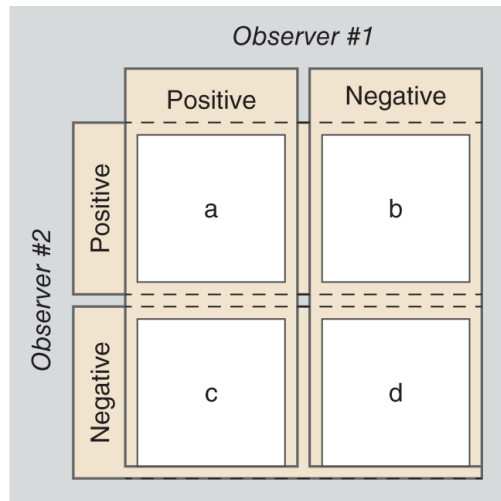 Observer #1
Positive
Negative
Observer #2
Positive
a
b
Negative
c
d